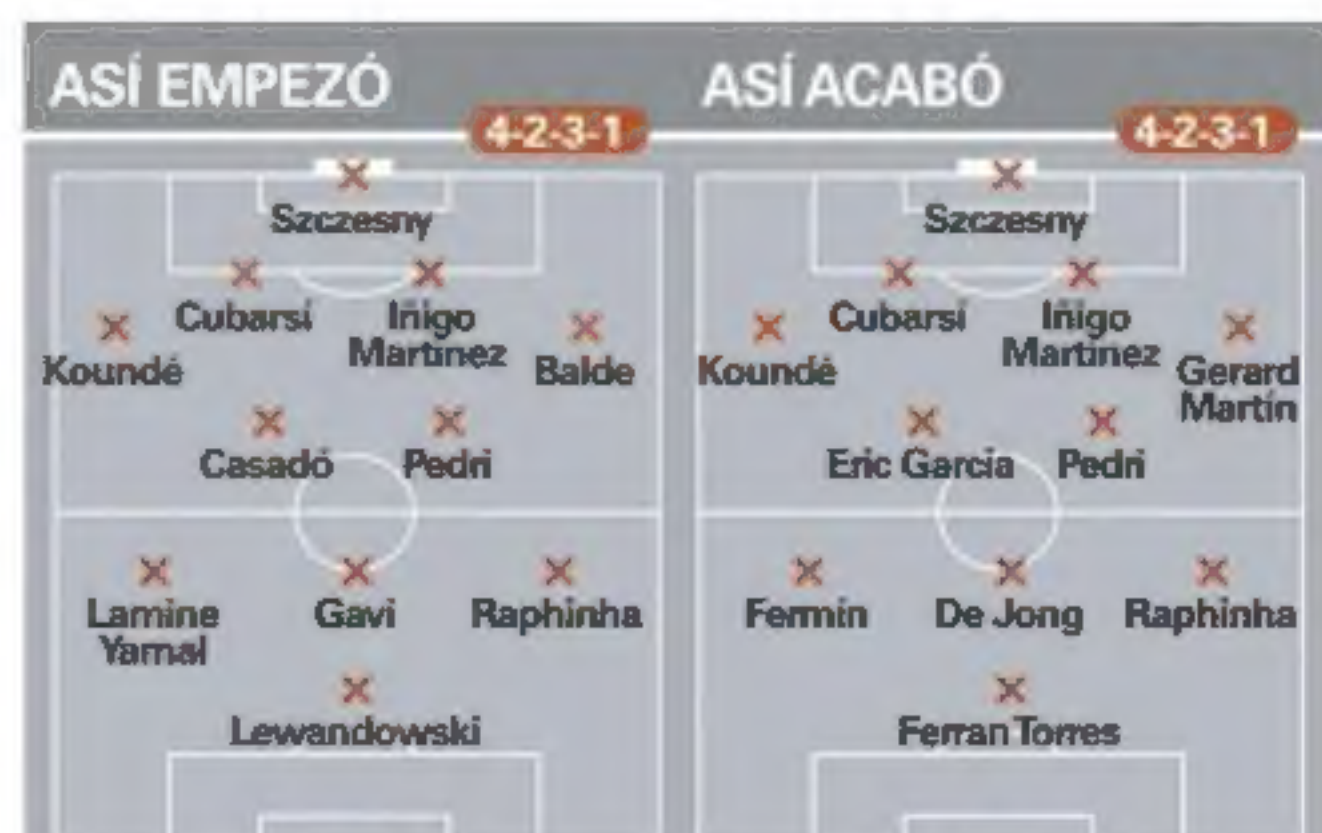 ASÍ EMPEZÓ
4-2-3-1
Szczesny
Cubarsí
Iñigo
Martínez
Koundé
Balde
Casadó
Pedri
Lamine
Yamal
Gavi
Raphinha
Lewandowski
ASÍ ACABÓ
4-2-3-1
Szczesny
Cubarsí
Iñigo
Martínez
Koundé
Gerard
Martín
Eric Garcia
Pedri
Fermín
De Jong
Raphinha
Ferran Torres